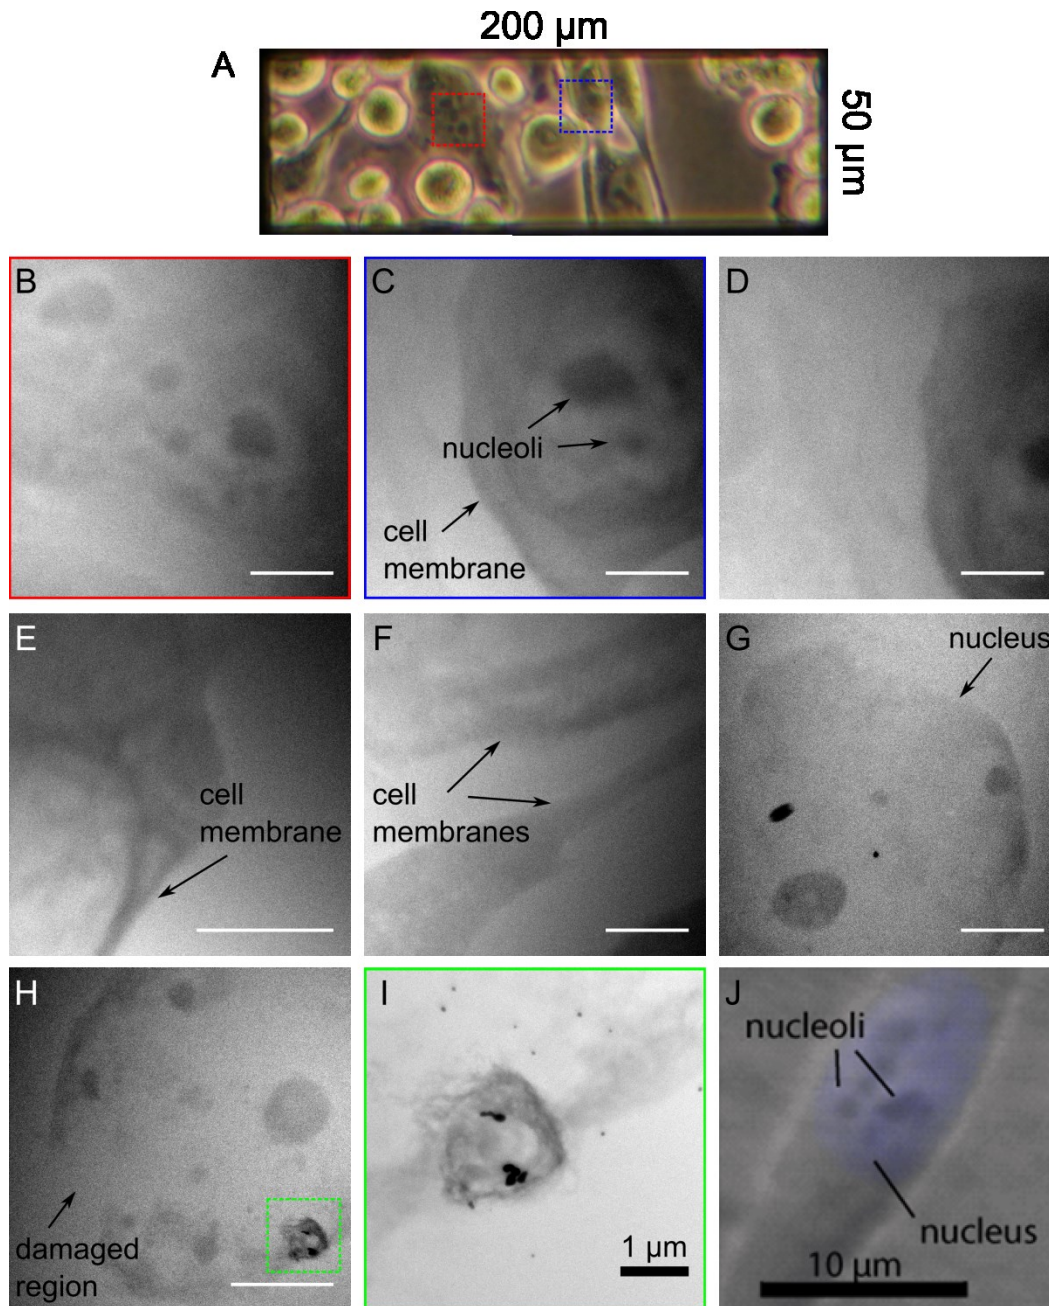 200 µm
A
50 µm
B
C
nucleoli
cell
membrane
D
E
cell
membrane
F
cell
membranes
G
nucleus
H
damaged
region
I
1 µm
J
nucleoli
nucleus
10 µm